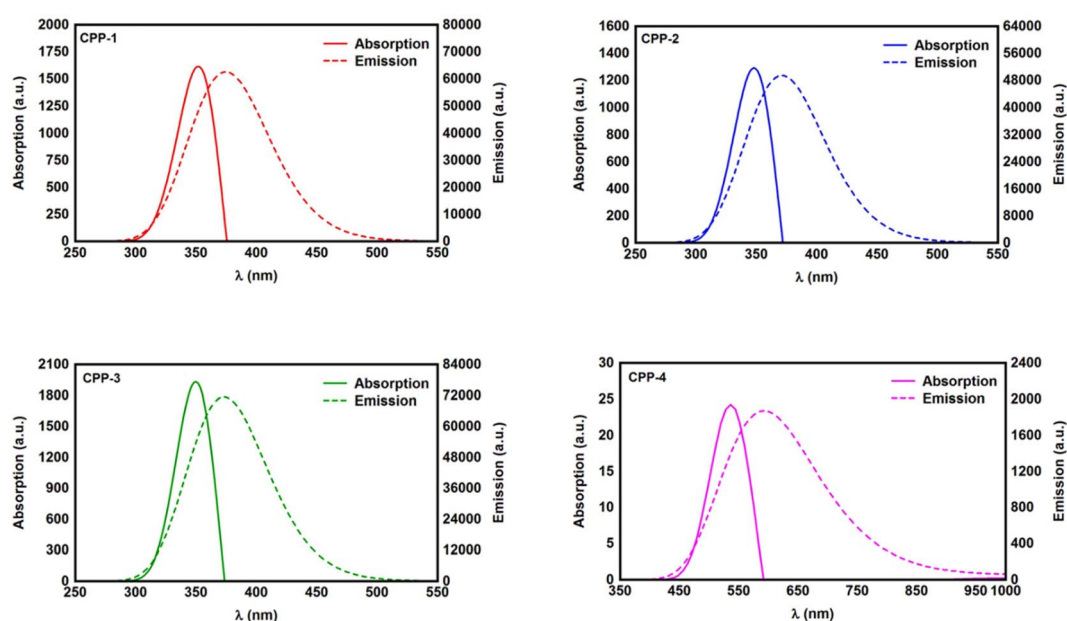 CPP-1
Absorption
Emission
Absorption (a.u.)
2000
1750
1500
1250
1000
750
500
250
0
80000
70000
60000
50000
40000
30000
20000
10000
0
Emission (a.u.)
250 300 350 400 450 500 550
λ (nm)
CPP-2
Absorption
Emission
Absorption (a.u.)
1600
1400
1200
1000
800
600
400
200
0
64000
56000
48000
40000
32000
24000
16000
8000
0
Emission (a.u.)
250 300 350 400 450 500 550
λ (nm)
CPP-3
Absorption
Emission
Absorption (a.u.)
2100
1800
1500
1200
900
600
300
0
84000
72000
60000
48000
36000
24000
12000
0
Emission (a.u.)
250 300 350 400 450 500 550
λ (nm)
CPP-4
Absorption
Emission
Absorption (a.u.)
30
25
20
15
10
5
0
2400
2000
1600
1200
800
400
0
Emission (a.u.)
350 450 550 650 750 850 950 1000
λ (nm)